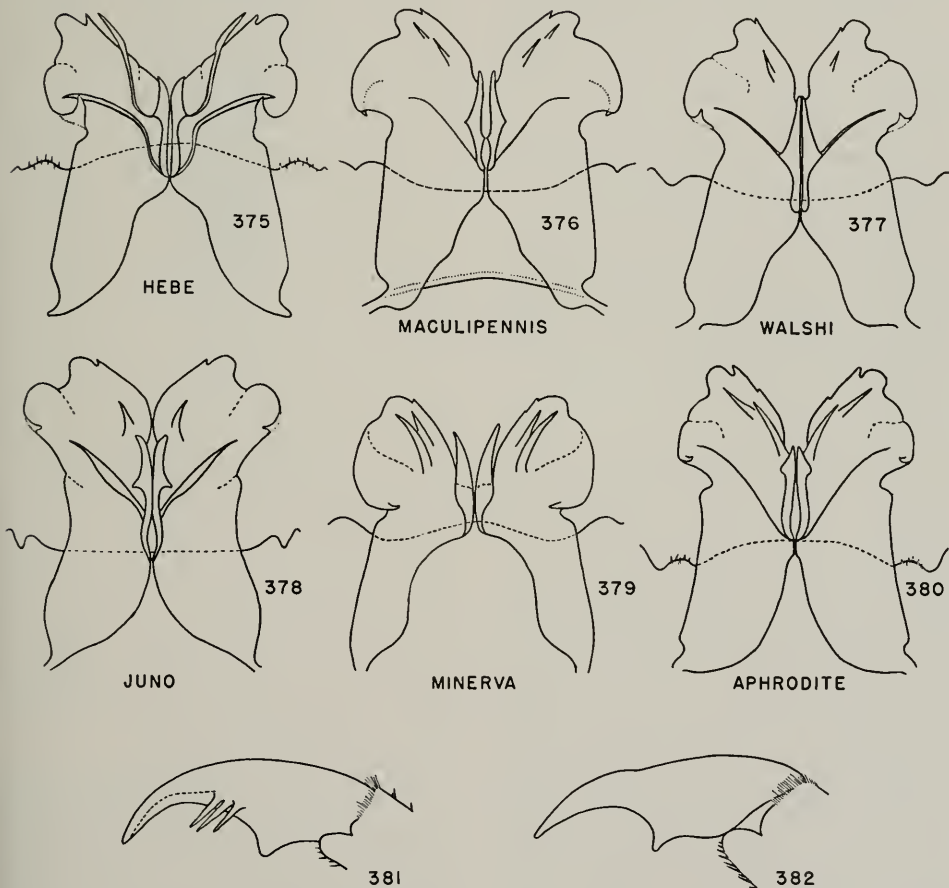 375
376
377
HEBE
MACULIPENNIS
WALSHI
378
379
380
JUNO
MINERVA
APHRODITE
381
382